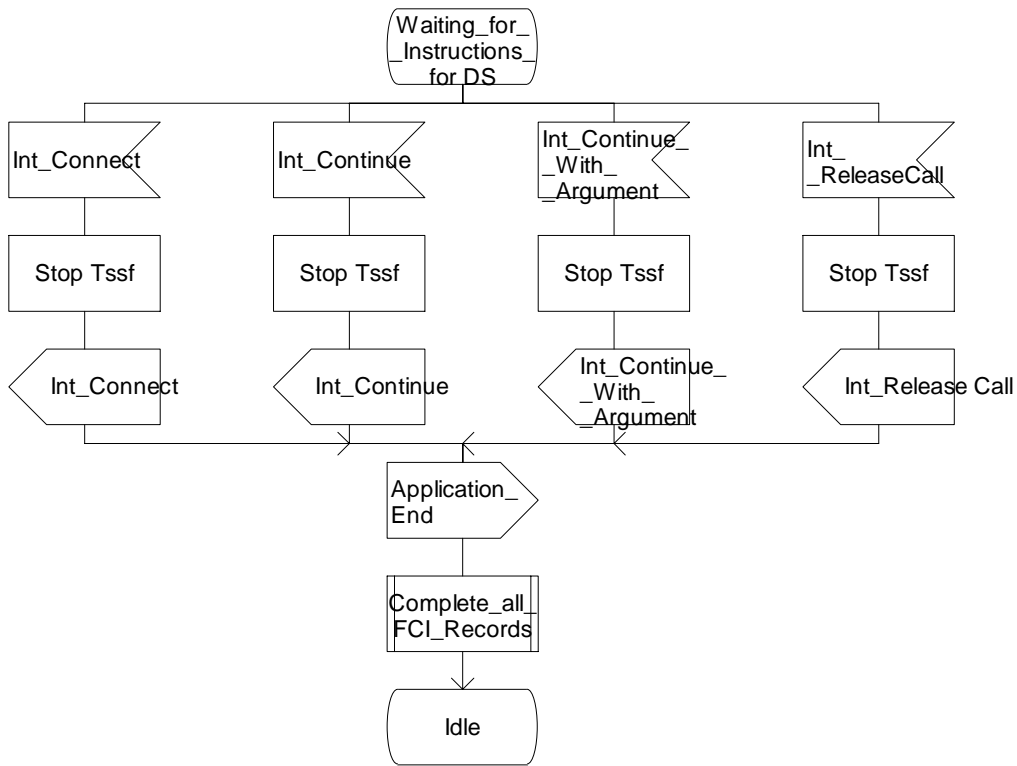 Waiting_for_
_Instructions_
for DS
Int_Connect
Int_Continue
Int_Continue_
_With_
_Argument
Int_
_ReleaseCall
Stop Tssf
Stop Tssf
Stop Tssf
Stop Tssf
Int_Connect
Int_Continue
Int_Continue_
_With_
_Argument
Int_Release Call
Application_
End
Complete_all_
FCI_Records
Idle